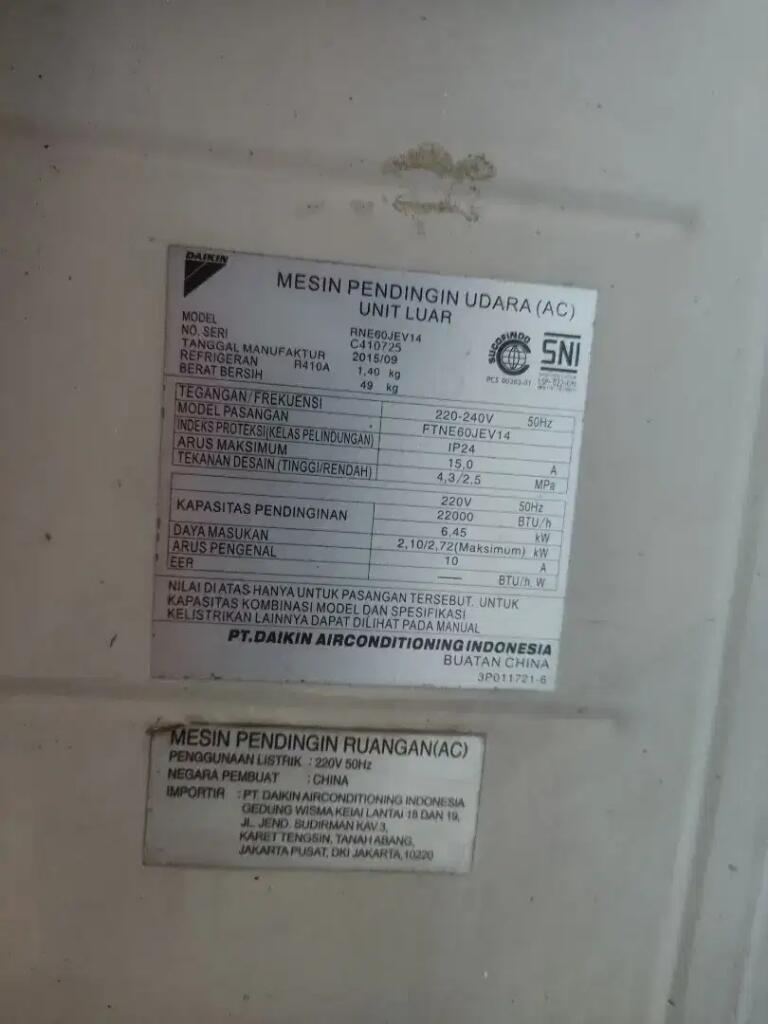 DAIKIN
MESIN PENDINGIN UDARA (AC)
UNIT LUAR
MODEL RNE60JEV14
NO. SERI C410725
TANGGAL MANUFAKTUR 2015/09
REFRIGERAN R410A 1,40 kg
BERAT BERSIH 49 kg
SUCOFINDO
SNI
TEGANGAN/FREKUENSI 220-240V 50Hz
MODEL PASANGAN FTNE60JEV14
INDEKS PROTEKSI(KELAS PELINDUNGAN) IP24
ARUS MAKSIMUM 15,0 A
TEKANAN DESAIN (TINGGI/RENDAH) 4,3/2,5 MPa
220V 50Hz
KAPASITAS PENDINGINAN 22000 BTU/h
6,45 kW
DAYA MASUKAN 2,10/2,72(Maksimum) kW
ARUS PENGENAL 10 A
EER —— BTU/h, W
NILAI DI ATAS HANYA UNTUK PASANGAN TERSEBUT. UNTUK
KAPASITAS KOMBINASI MODEL DAN SPESIFIKASI
KELISTRIKAN LAINNYA DAPAT DILIHAT PADA MANUAL
PT.DAIKIN AIRCONDITIONING INDONESIA
BUATAN CHINA
3P011721-6
MESIN PENDINGIN RUANGAN(AC)
PENGGUNAAN LISTRIK : 220V 50Hz
NEGARA PEMBUAT : CHINA
IMPORTIR : PT. DAIKIN AIRCONDITIONING INDONESIA
GEDUNG WISMA KEIAI LANTAI 18 DAN 19,
JL. JEND. SUDIRMAN KAV 3,
KARET TENGSIN, TANAH ABANG,
JAKARTA PUSAT, DKI JAKARTA, 10220